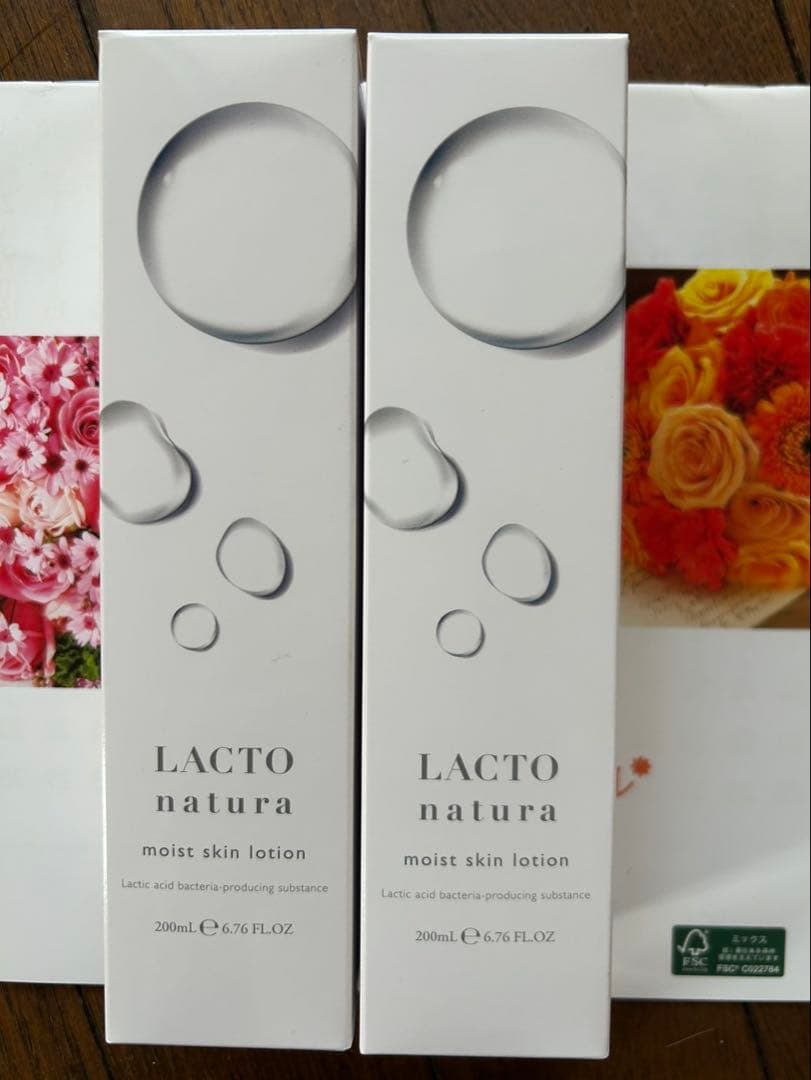 LACTO
natura
moist skin lotion
Lactic acid bacteria-producing substance
200mL ℮ 6.76 FL.OZ
LACTO
natura
moist skin lotion
Lactic acid bacteria-producing substance
200mL ℮ 6.76 FL.OZ
FSC
ミックス
FSC® C022764